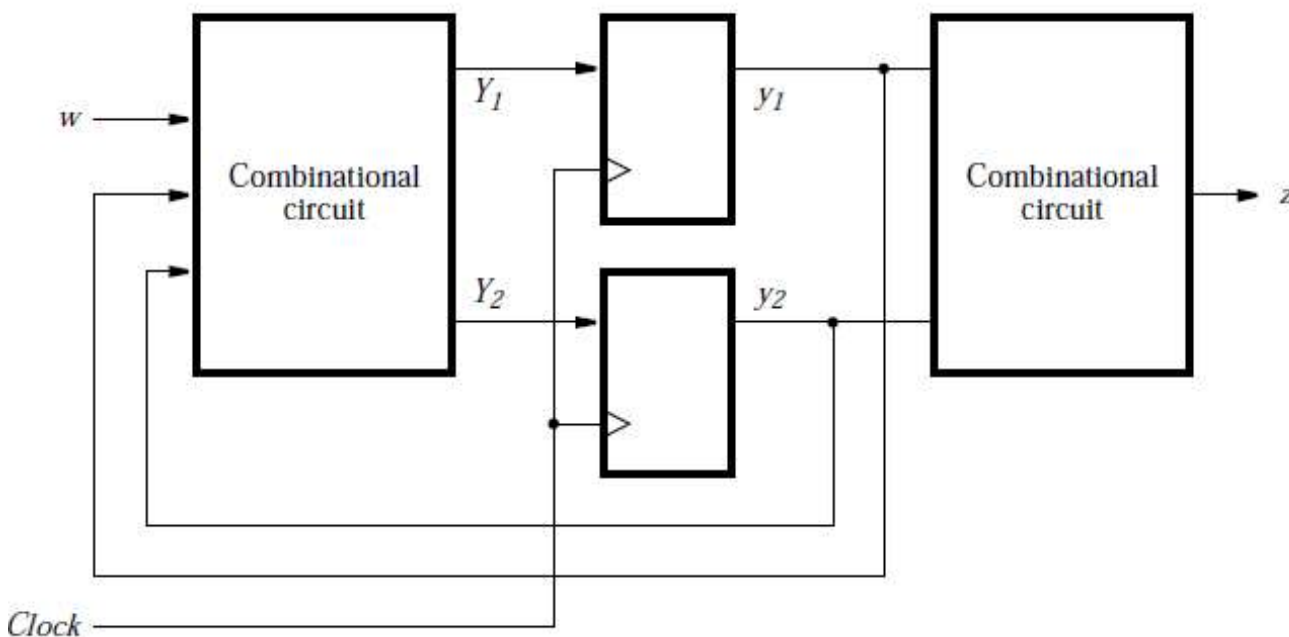 Y1
y1
w
Combinational
circuit
Combinational
circuit
z
Y2
y2
Clock